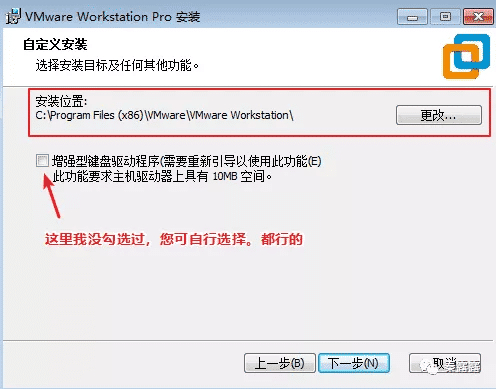 VMware Workstation Pro 安装
自定义安装
选择安装目标及任何其他功能。
安装位置:
C:\Program Files (x86)\VMware\VMware Workstation\
更改...
增强型键盘驱动程序(需要重新引导以使用此功能(E)
此功能要求主机驱动器上具有 10MB 空间。
这里我没勾选过，您可自行选择。都行的
上一步(B)
下一步(N)
取消